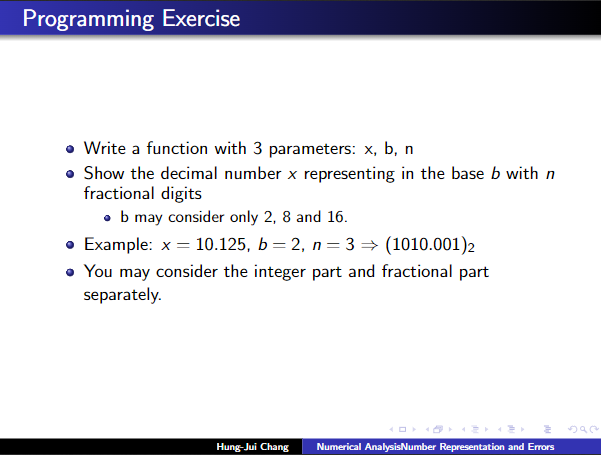 Programming Exercise
Write a function with 3 parameters: x, b, n
Show the decimal number x representing in the base b with n
fractional digits
b may consider only 2, 8 and 16.
Example: x = 10.125, b = 2, n = 3 ⇒ (1010.001)₂
You may consider the integer part and fractional part
separately.
Hung-Jui Chang
Numerical AnalysisNumber Representation and Errors